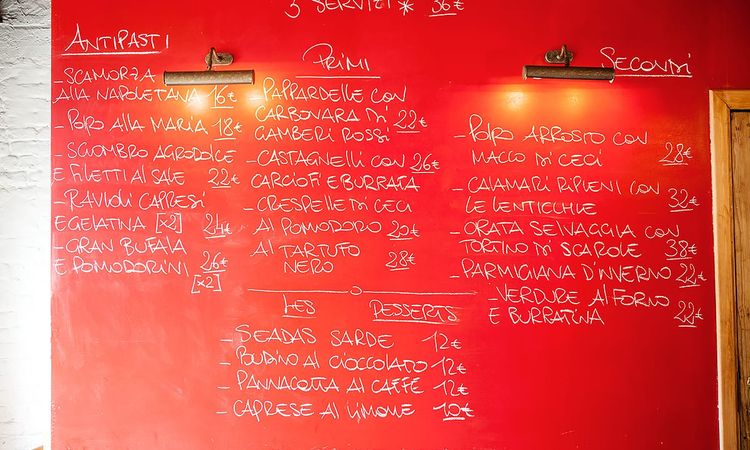 3 SERVIZI * 36€
ANTIPASTI
- SCAMORZA
ALLA NAPOLETANA 16€
- POLPO ALLA MARIA 18€
- SGOMBRO AGRODOLCE
E FILETTI AL SALE 22€
- RAVIOLI CAPRESI
E GELATINA [x2] 24€
- GRAN BUFALA
E POMODORINI 26€
[x2]
PRIMI
- PAPPARDELLE CON
CARBONARA DI
GAMBERI ROSSI 22€
- CASTAGNELLI CON 26€
CARCIOFI E BURRATA
- CRESPELLE DI CECI
AL POMODORO 20€
AL TARTUFO
NERO 28€
SECONDI
- POLPO ARROSTO CON
MACCO DI CECI 28€
- CALAMARI RIPIENI CON
LE LENTICCHIE 32€
- ORATA SELVAGGIA CON
TORTINO DI SCAROLE 38€
- PARMIGIANA D'INVERNO 22€
- VERDURE AL FORNO
E BURRATINA 22€
LES DESSERTS
- SEADAS SARDE 12€
- BUDINO AL CIOCCOLATO 12€
- PANNACOTTA AL CAFFÈ 12€
- CAPRESE AL LIMONE 10€